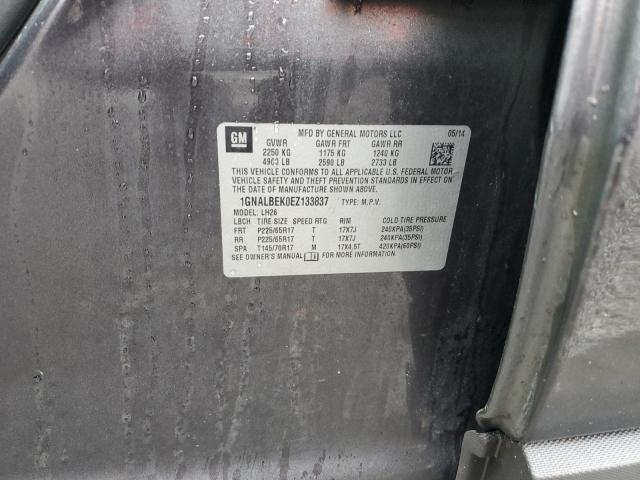 GM
MFD BY GENERAL MOTORS LLC 05/14
GVWR GAWR FRT GAWR RR
2250 KG 1175 KG 1240 KG
4960 LB 2590 LB 2733 LB
THIS VEHICLE CONFORMS TO ALL APPLICABLE U.S. FEDERAL
VEHICLE SAFETY AND THEFT PREVENTION STANDARDS IN EFFECT ON
THE DATE OF MANUFACTURE SHOWN ABOVE.
1GNALBEK0EZ133837 TYPE: M.P.V.
MODEL: LH26
LBCH TIRE SIZE SPEED RTG RIM COLD TIRE PRESSURE
FRT P225/65R17 T 17X7J 240KPA(35PSI)
RR P225/65R17 T 17X7J 240KPA(35PSI)
SPA T145/70R17 M 17X4.5T 420KPA(60PSI)
SEE OWNER'S MANUAL FOR MORE INFORMATION.